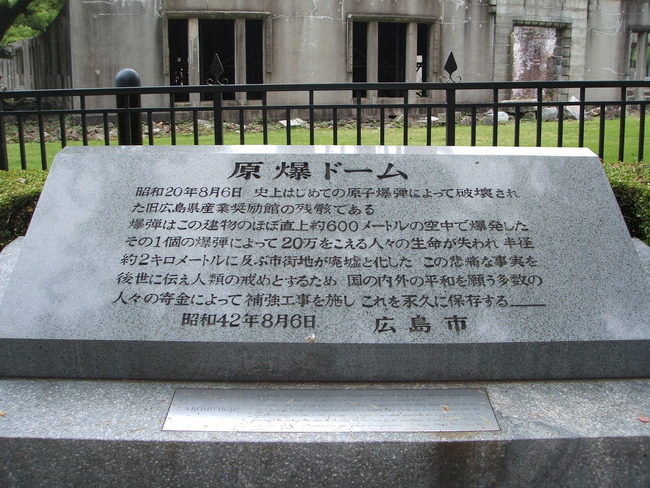 原爆ドーム
昭和20年8月6日 史上はじめての原子爆弾によって破壊され
た旧広島県産業奨励館の残骸である
爆弾はこの建物のほぼ直上約600メートルの空中で爆発した
その1個の爆弾によって20万をこえる人々の生命が失われ 半径
約2キロメートルに及ぶ市街地が廃墟と化した この悲痛な事実を
後世に伝え人類の戒めとするため 国の内外の平和を願う多数の
人々の寄金によって補強工事を施し これを永久に保存する
昭和42年8月6日 広島市